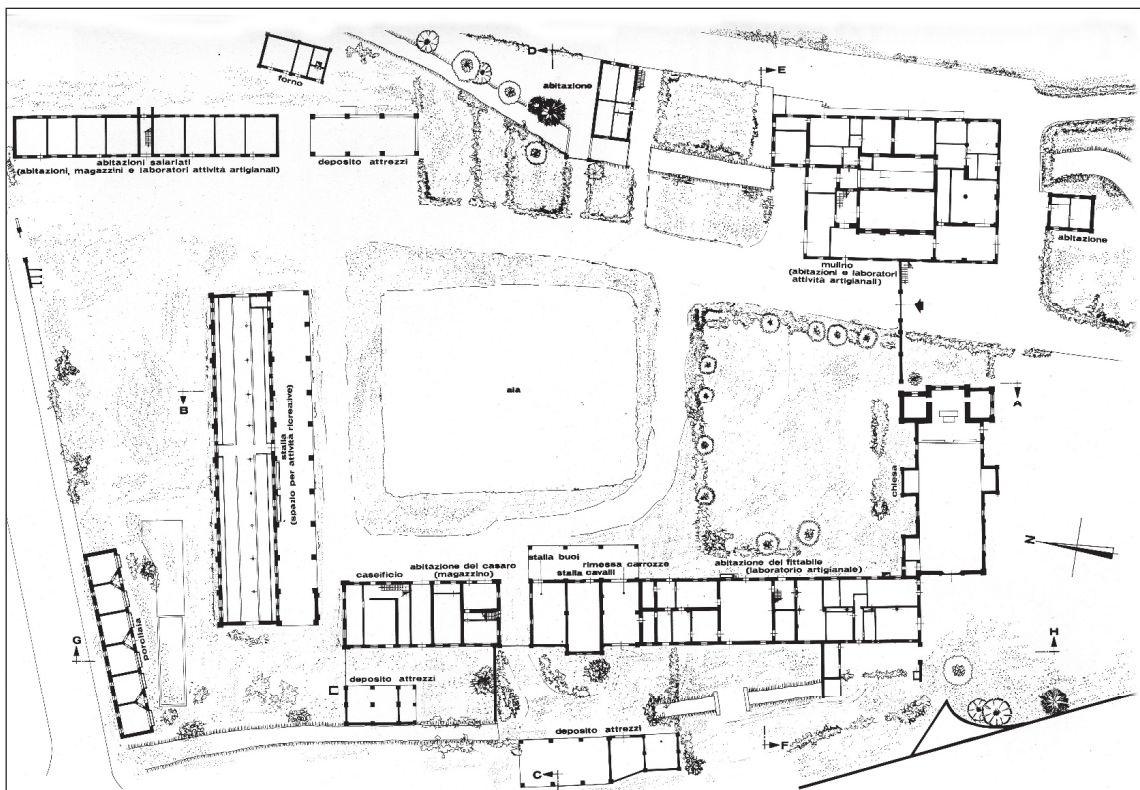 forno
D
E
abitazione
abitazioni salariati
(abitazioni, magazzini e laboratori attività artigianali)
deposito attrezzi
abitazione
mulino
(abitazioni e laboratori
attività artigianali)
B
stalla
(spazio per attività ricreative)
aia
A
chiesa
N
stalla buoi
rimessa carrozze
stalla cavalli
caseificio
abitazione del casaro
(magazzino)
abitazione del fittabile
(laboratorio artigianale)
porcilaia
G
H
deposito attrezzi
deposito attrezzi
F
C